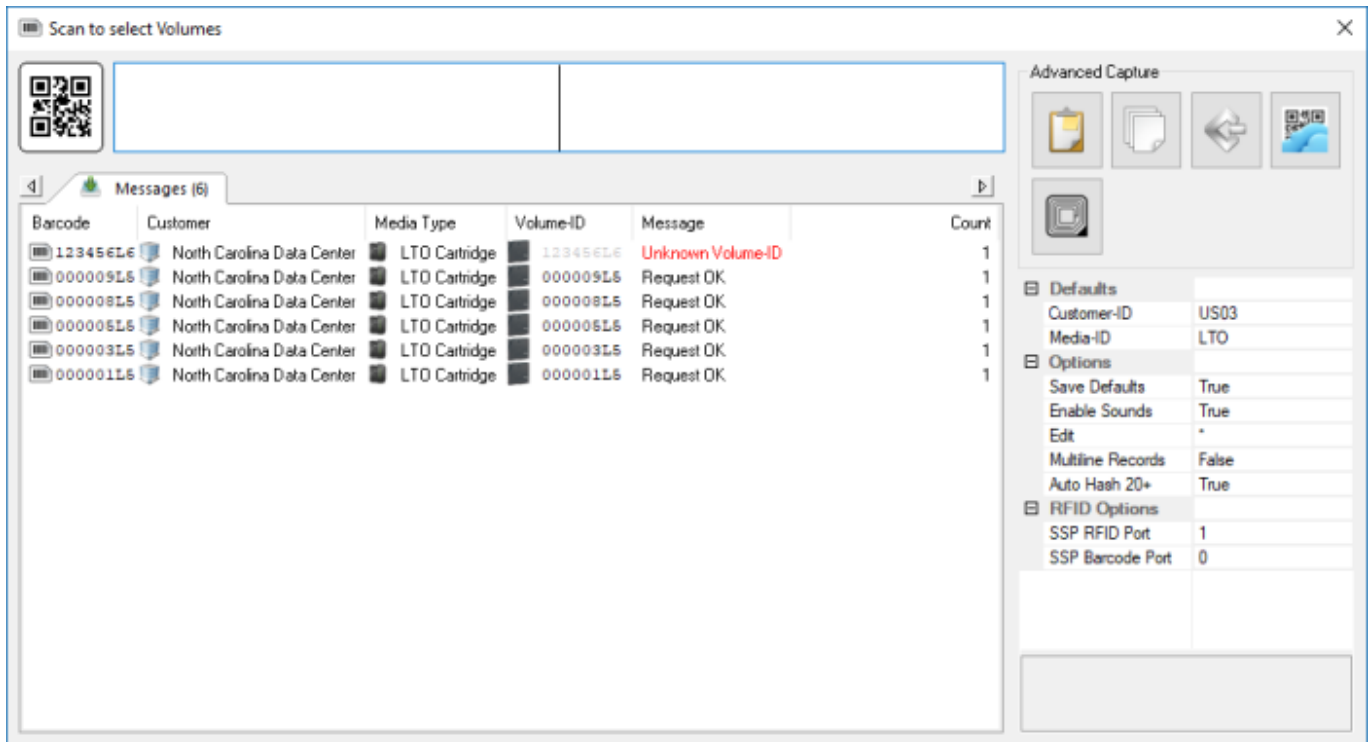 Scan to select Volumes
Advanced Capture
Messages (6)
Barcode Customer Media Type Volume-ID Message Count
123456L6 North Carolina Data Center LTO Cartridge 123456L6 Unknown Volume-ID 1
000009L5 North Carolina Data Center LTO Cartridge 000009L5 Request OK 1
000008L5 North Carolina Data Center LTO Cartridge 000008L5 Request OK 1
000005L5 North Carolina Data Center LTO Cartridge 000005L5 Request OK 1
000003L5 North Carolina Data Center LTO Cartridge 000003L5 Request OK 1
000001L5 North Carolina Data Center LTO Cartridge 000001L5 Request OK 1
Defaults
Customer-ID US03
Media-ID LTO
Options
Save Defaults True
Enable Sounds True
Edit *
Multiline Records False
Auto Hash 20+ True
RFID Options
SSP RFID Port 1
SSP Barcode Port 0